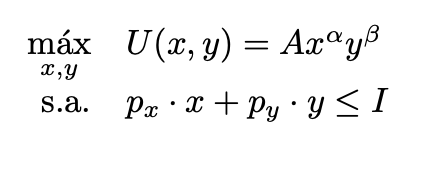 máx U(x, y) = Ax^α y^β
x,y
s.a. p_x · x + p_y · y ≤ I